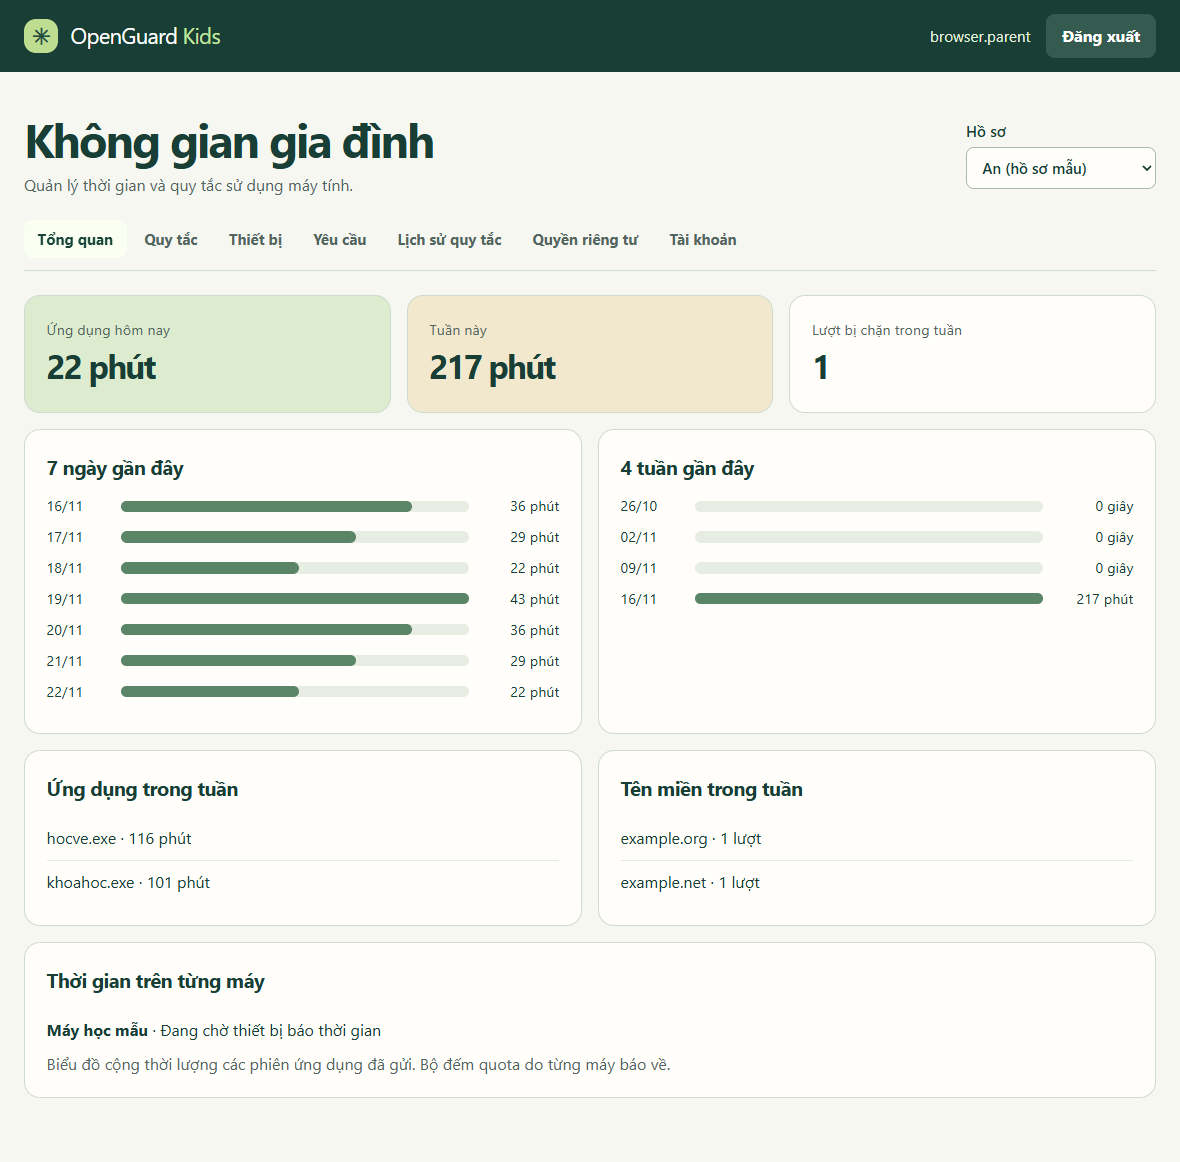 OpenGuard Kids
browser.parent
Đăng xuất
Không gian gia đình
Quản lý thời gian và quy tắc sử dụng máy tính.
Hồ sơ
An (hồ sơ mẫu)
Tổng quan
Quy tắc
Thiết bị
Yêu cầu
Lịch sử quy tắc
Quyền riêng tư
Tài khoản
Ứng dụng hôm nay
22 phút
Tuần này
217 phút
Lượt bị chặn trong tuần
1
7 ngày gần đây
16/11 36 phút
17/11 29 phút
18/11 22 phút
19/11 43 phút
20/11 36 phút
21/11 29 phút
22/11 22 phút
4 tuần gần đây
26/10 0 giây
02/11 0 giây
09/11 0 giây
16/11 217 phút
Ứng dụng trong tuần
hocve.exe · 116 phút
khoahoc.exe · 101 phút
Tên miền trong tuần
example.org · 1 lượt
example.net · 1 lượt
Thời gian trên từng máy
Máy học mẫu · Đang chờ thiết bị báo thời gian
Biểu đồ cộng thời lượng các phiên ứng dụng đã gửi. Bộ đếm quota do từng máy báo về.